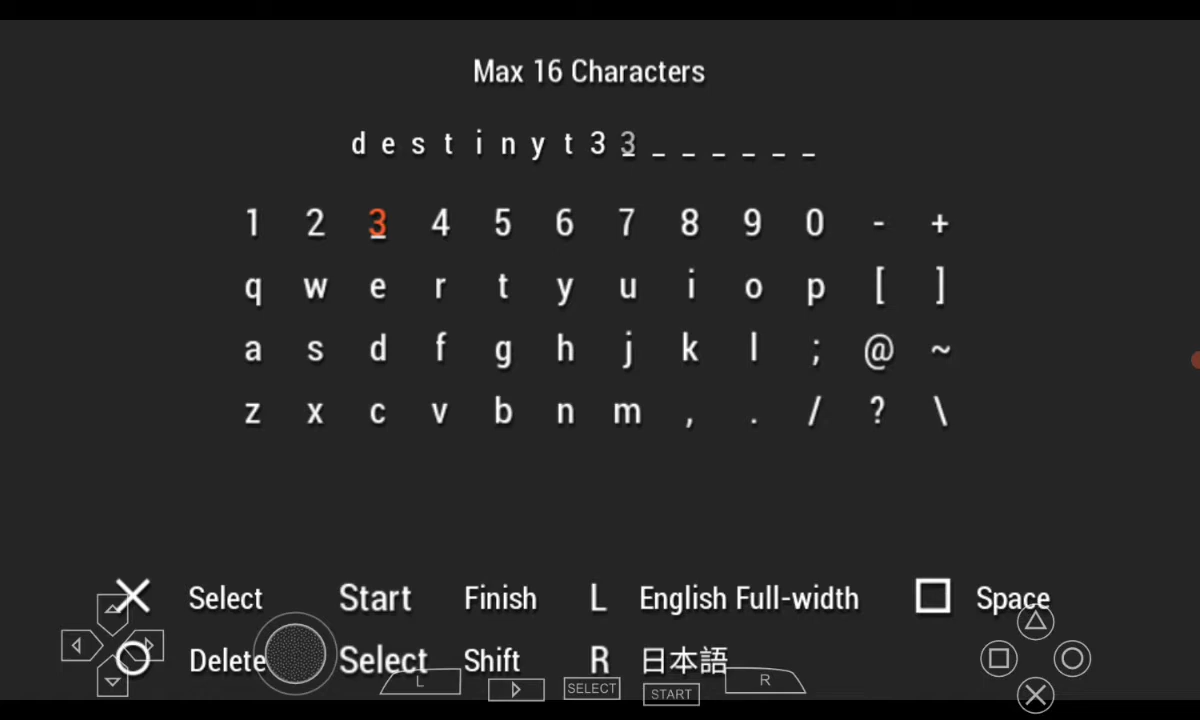 Max 16 Characters
d e s t i n y t 3 3 _ _ _ _ _ _
1 2 3 4 5 6 7 8 9 0 - +
q w e r t y u i o p [ ]
a s d f g h j k l ; @ ~
z x c v b n m , . / ? \
Select Start Finish L English Full-width Space
Delete Select Shift R 日本語
L SELECT START R